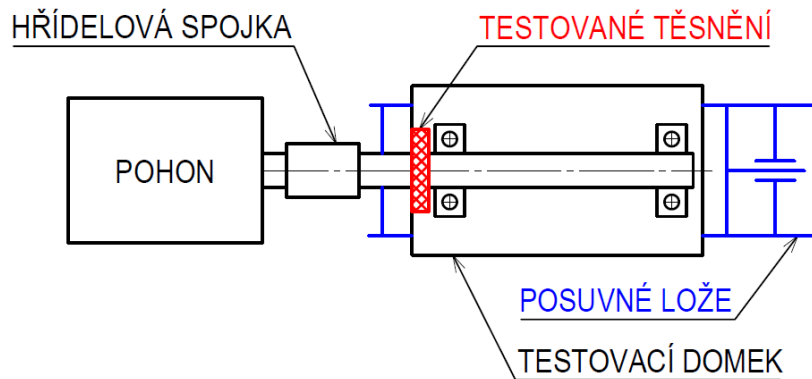 HŘÍDELOVÁ SPOJKA
TESTOVANÉ TĚSNĚNÍ
POHON
POSUVNÉ LOŽE
TESTOVACÍ DOMEK